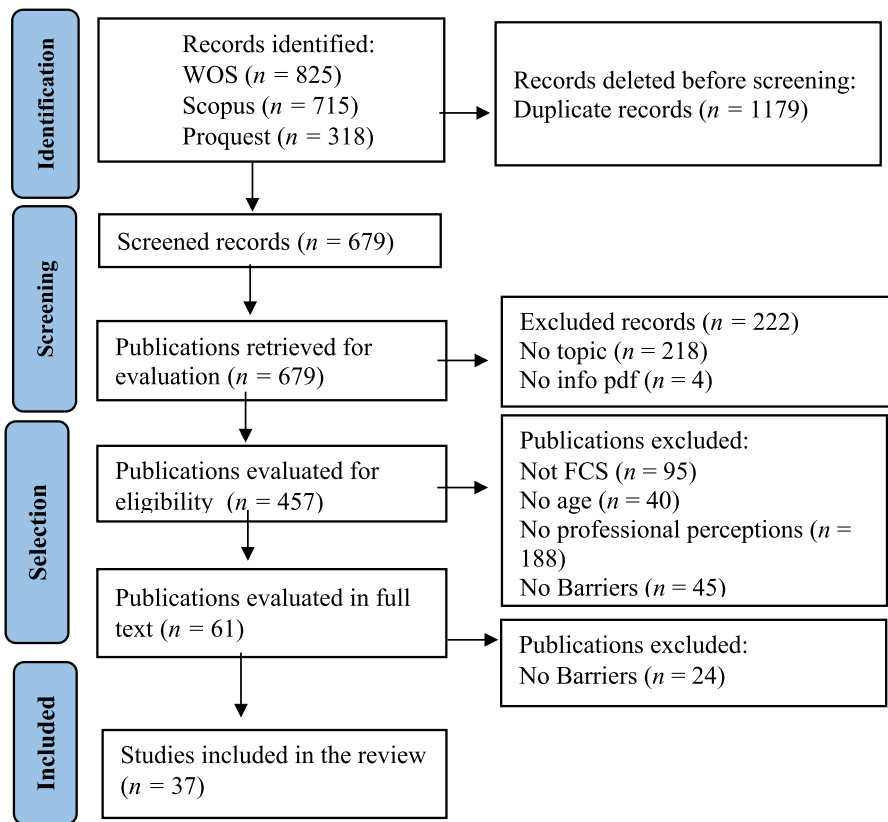 Identification
Records identified:
WOS (n = 825)
Scopus (n = 715)
Proquest (n = 318)
Records deleted before screening:
Duplicate records (n = 1179)
Screening
Screened records (n = 679)
Publications retrieved for
evaluation (n = 679)
Excluded records (n = 222)
No topic (n = 218)
No info pdf (n = 4)
Selection
Publications evaluated for
eligibility (n = 457)
Publications excluded:
Not FCS (n = 95)
No age (n = 40)
No professional perceptions (n =
188)
No Barriers (n = 45)
Publications evaluated in full
text (n = 61)
Publications excluded:
No Barriers (n = 24)
Included
Studies included in the review
(n = 37)